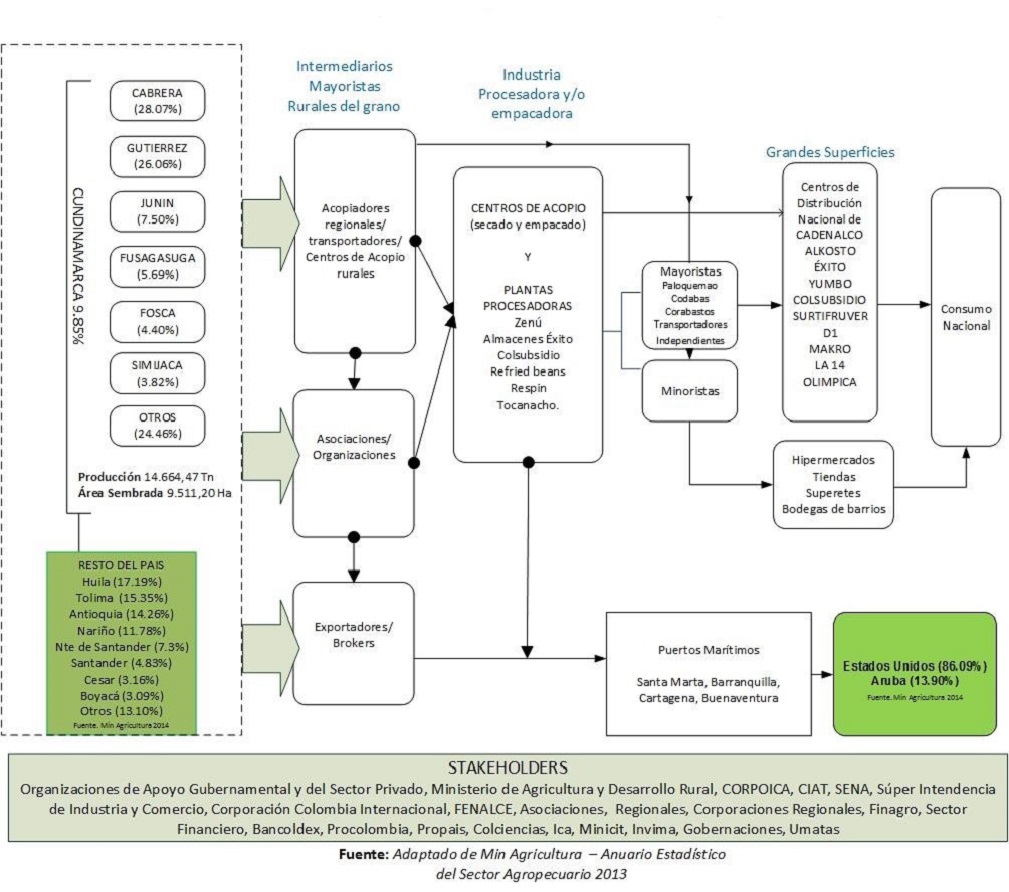 CUNDINAMARCA 9.85%
CABRERA
(28.07%)
GUTIERREZ
(26.06%)
JUNIN
(7.50%)
FUSAGASUGA
(5.69%)
FOSCA
(4.40%)
SIMIJACA
(3.82%)
OTROS
(24.46%)
Producción 14.664,47 Tn
Área Sembrada 9.511,20 Ha
RESTO DEL PAIS
Huila (17.19%)
Tolima (15.35%)
Antioquia (14.26%)
Nariño (11.78%)
Nte de Santander (7.3%)
Santander (4.83%)
Cesar (3.16%)
Boyacá (3.09%)
Otros (13.10%)
Fuente. Min Agricultura 2014
Intermediarios
Mayoristas
Rurales del grano
Acopiadores
regionales/
transportadores/
Centros de Acopio
rurales
Asociaciones/
Organizaciones
Exportadores/
Brokers
Industria
Procesadora y/o
empacadora
CENTROS DE ACOPIO
(secado y empacado)
Y
PLANTAS
PROCESADORAS
Zenú
Almacenes Éxito
Colsubsidio
Refried beans
Respin
Tocanacho.
Mayoristas
Paloquemao
Codabas
Corabastos
Transportadores
Independientes
Minoristas
Grandes Superficies
Centros de
Distribución
Nacional de
CADENALCO
ALKOSTO
ÉXITO
YUMBO
COLSUBSIDIO
SURTIFRUVER
D1
MAKRO
LA 14
OLIMPICA
Hipermercados
Tiendas
Superetes
Bodegas de barrios
Consumo
Nacional
Puertos Marítimos
Santa Marta, Barranquilla,
Cartagena, Buenaventura
Estados Unidos (86.09%)
Aruba (13.90%)
Fuente. Min Agricultura 2014
STAKEHOLDERS
Organizaciones de Apoyo Gubernamental y del Sector Privado, Ministerio de Agricultura y Desarrollo Rural, CORPOICA, CIAT, SENA, Súper Intendencia
de Industria y Comercio, Corporación Colombia Internacional, FENALCE, Asociaciones, Regionales, Corporaciones Regionales, Finagro, Sector
Financiero, Bancoldex, Procolombia, Propais, Colciencias, Ica, Minicit, Invima, Gobernaciones, Umatas
Fuente: Adaptado de Min Agricultura – Anuario Estadístico
del Sector Agropecuario 2013